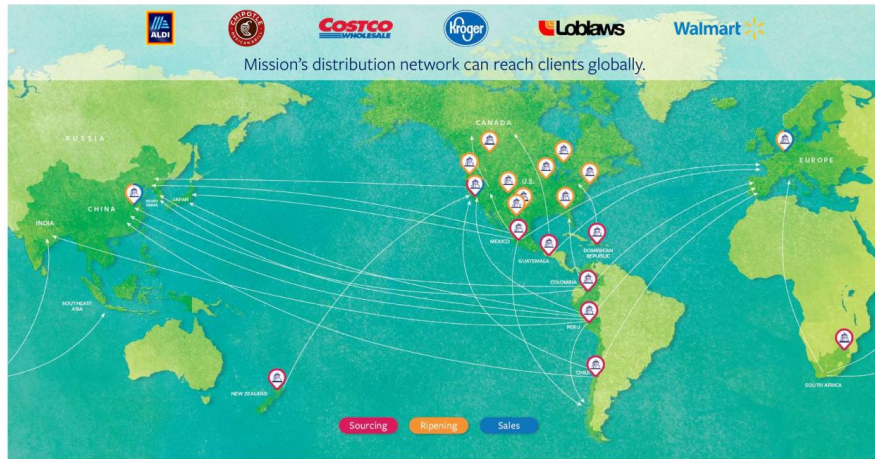 ALDI
CHIPOTLE
COSTCO
WHOLESALE
Kroger
Loblaws
Walmart
Mission's distribution network can reach clients globally.
RUSSIA
CANADA
EUROPE
U.S.
CHINA
JAPAN
INDIA
MEXICO
GUATEMALA
DOMINICAN
REPUBLIC
SOUTHEAST
ASIA
COLOMBIA
PERU
CHILE
NEW ZEALAND
SOUTH AFRICA
Sourcing
Ripening
Sales